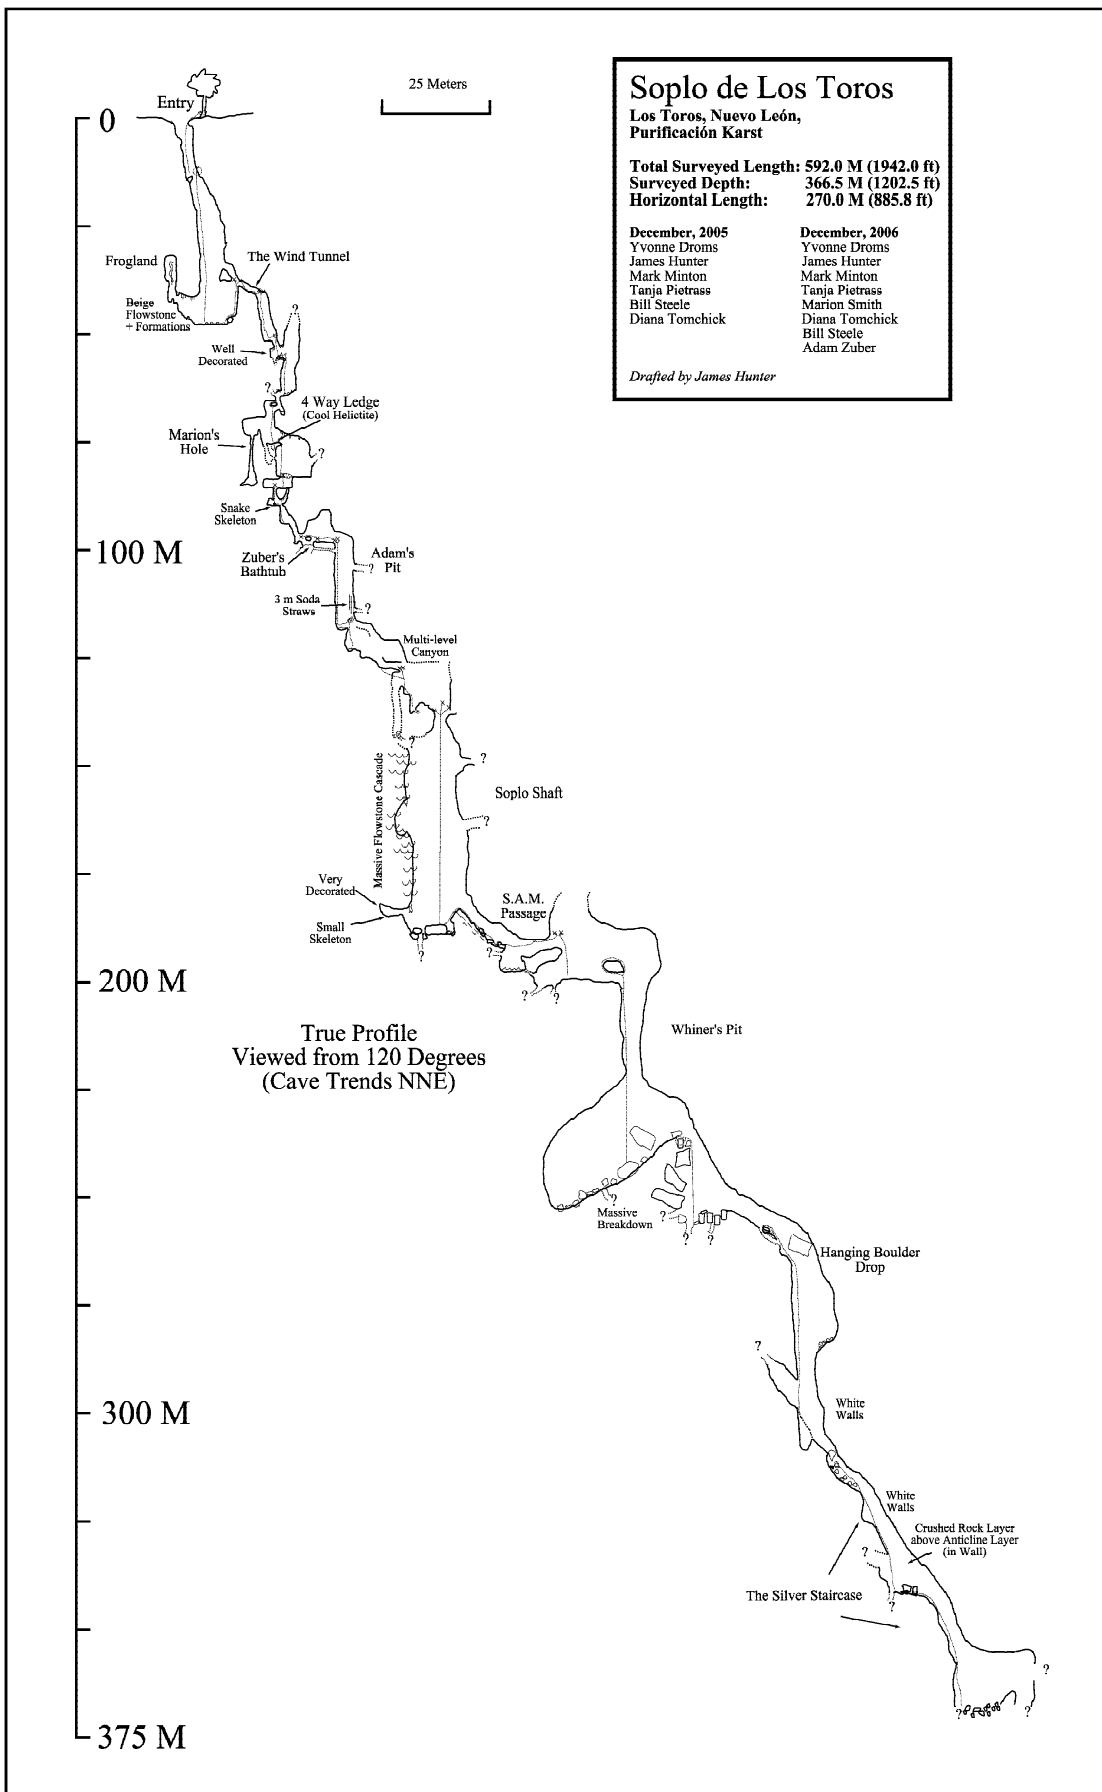 Soplo de Los Toros
Los Toros, Nuevo León,
Purificación Karst
Total Surveyed Length: 592.0 M (1942.0 ft)
Surveyed Depth: 366.5 M (1202.5 ft)
Horizontal Length: 270.0 M (885.8 ft)
December, 2005
Yvonne Droms
James Hunter
Mark Minton
Tanja Pietrass
Bill Steele
Diana Tomchick
December, 2006
Yvonne Droms
James Hunter
Mark Minton
Tanja Pietrass
Marion Smith
Diana Tomchick
Bill Steele
Adam Zuber
Drafted by James Hunter
25 Meters
Entry
0
Frogland
The Wind Tunnel
Beige
Flowstone
+ Formations
?
Well
Decorated
?
4 Way Ledge
(Cool Helictite)
Marion's
Hole
?
Snake
Skeleton
100 M
Zuber's
Bathtub
Adam's
Pit
?
3 m Soda
Straws
?
Multi-level
Canyon
?
Massive Flowstone Cascade
?
Soplo Shaft
?
Very
Decorated
Small
Skeleton
?
S.A.M.
Passage
?
?
?
200 M
True Profile
Viewed from 120 Degrees
(Cave Trends NNE)
Whiner's Pit
?
Massive
Breakdown
?
?
?
Hanging Boulder
Drop
?
300 M
White
Walls
White
Walls
Crushed Rock Layer
above Anticline Layer
(in Wall)
?
The Silver Staircase
?
?
?
?
375 M